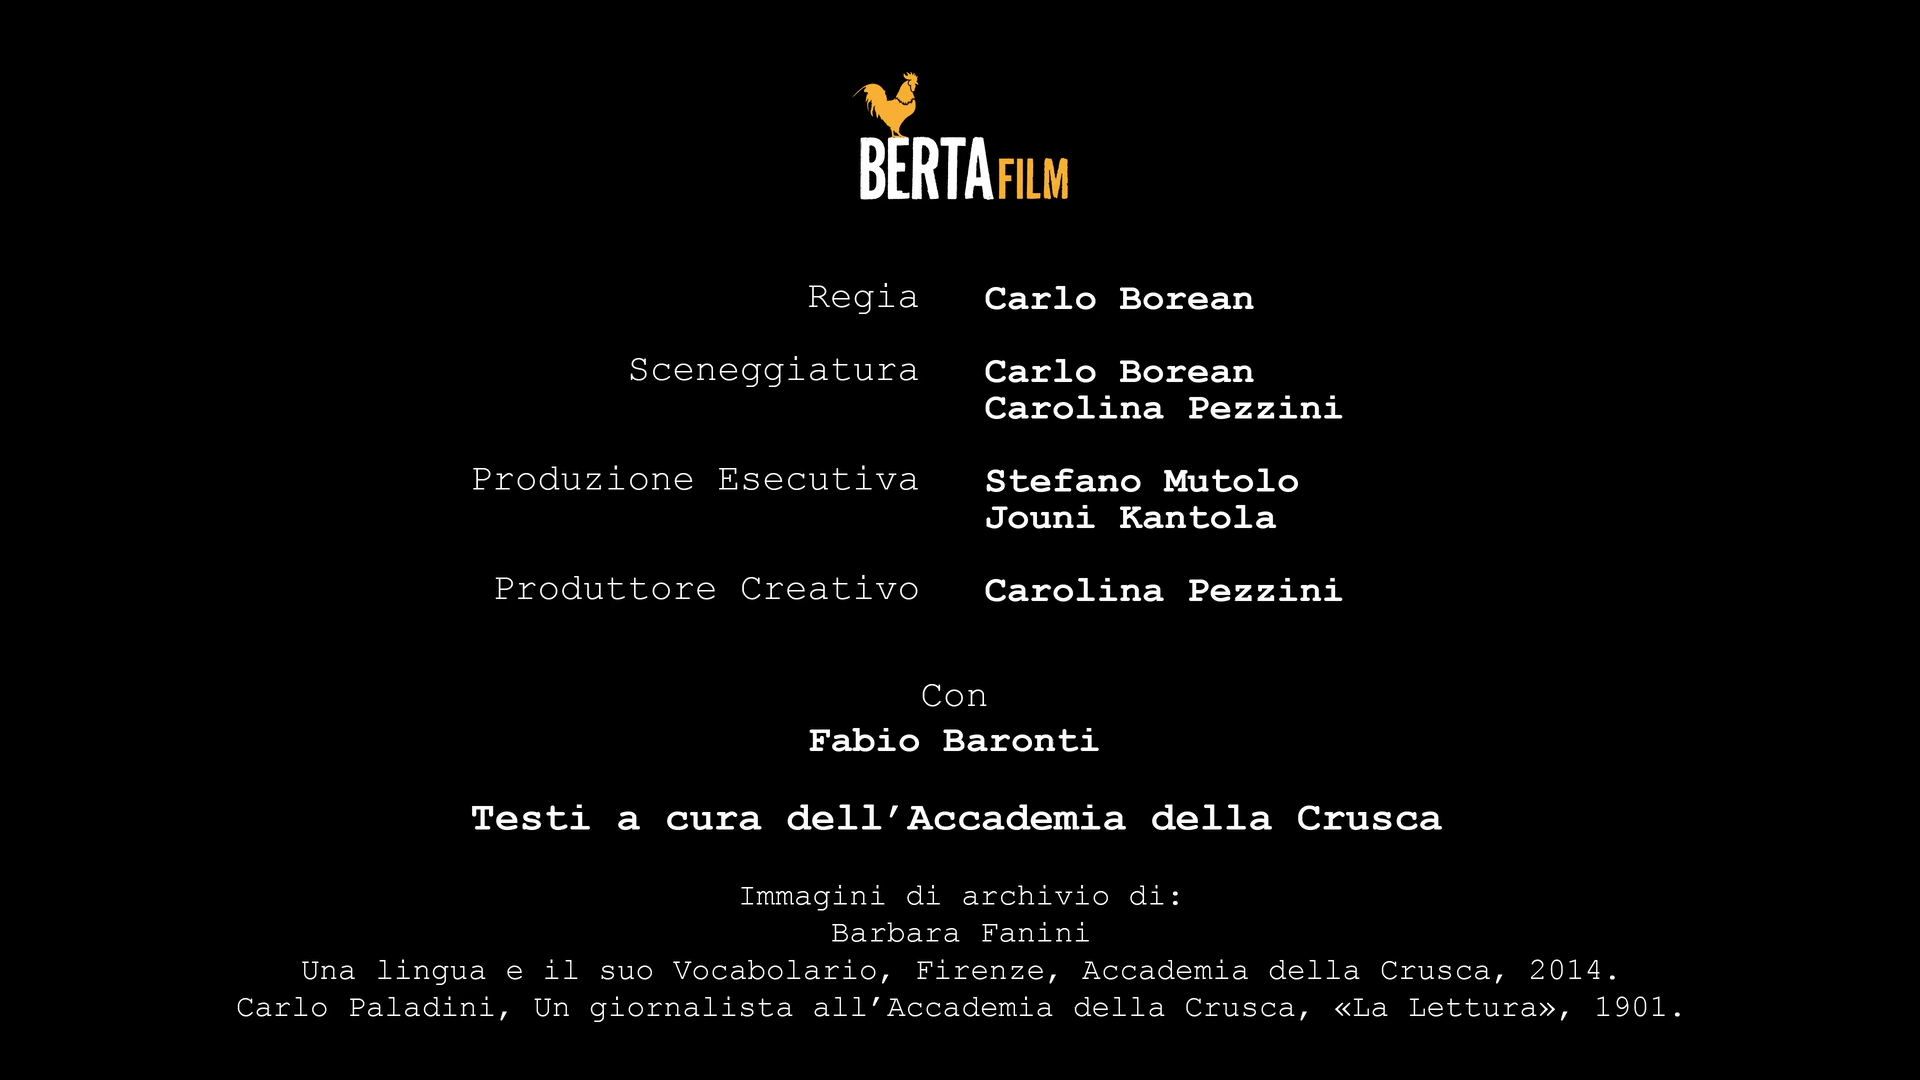 BERTA FILM
Regia Carlo Borean
Sceneggiatura Carlo Borean
Carolina Pezzini
Produzione Esecutiva Stefano Mutolo
Jouni Kantola
Produttore Creativo Carolina Pezzini
Con
Fabio Baronti
Testi a cura dell’Accademia della Crusca
Immagini di archivio di:
Barbara Fanini
Una lingua e il suo Vocabolario, Firenze, Accademia della Crusca, 2014.
Carlo Paladini, Un giornalista all’Accademia della Crusca, «La Lettura», 1901.